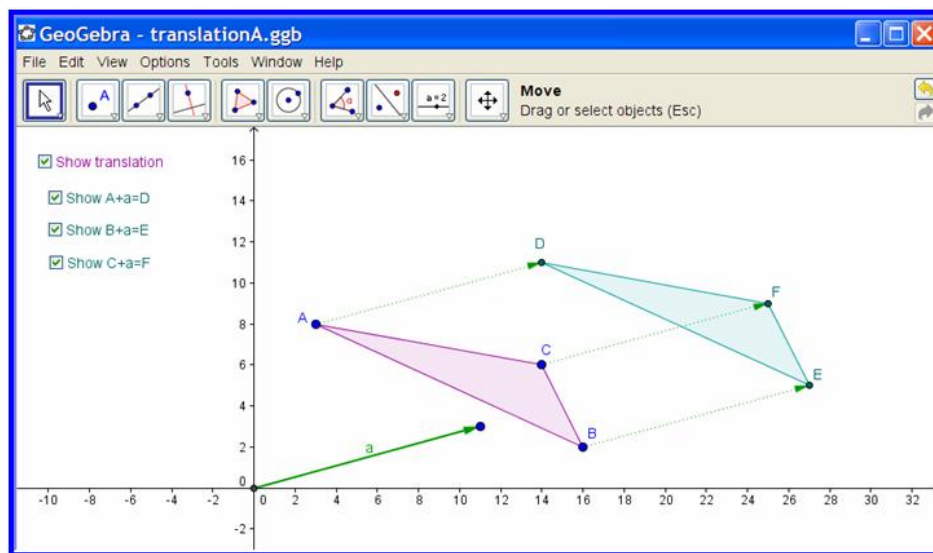 GeoGebra - translationA.ggb
File Edit View Options Tools Window Help
A
α
a=2
Move
Drag or select objects (Esc)
Show translation
Show A+a=D
Show B+a=E
Show C+a=F
16
14
12
10
8
6
4
2
0
-2
D
F
A
C
E
B
a
-10 -8 -6 -4 -2 0 2 4 6 8 10 12 14 16 18 20 22 24 26 28 30 32